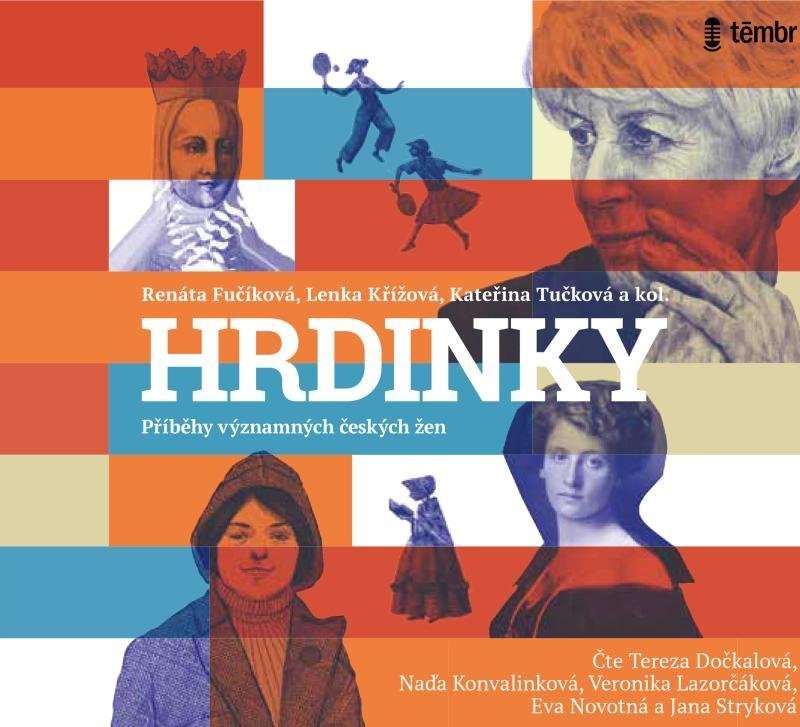 tēmbr
Renáta Fučíková, Lenka Křížová, Kateřina Tučková a kol.
HRDINKY
Příběhy významných českých žen
Čte Tereza Dočkalová,
Naďa Konvalinková, Veronika Lazorčáková,
Eva Novotná a Jana Stryková